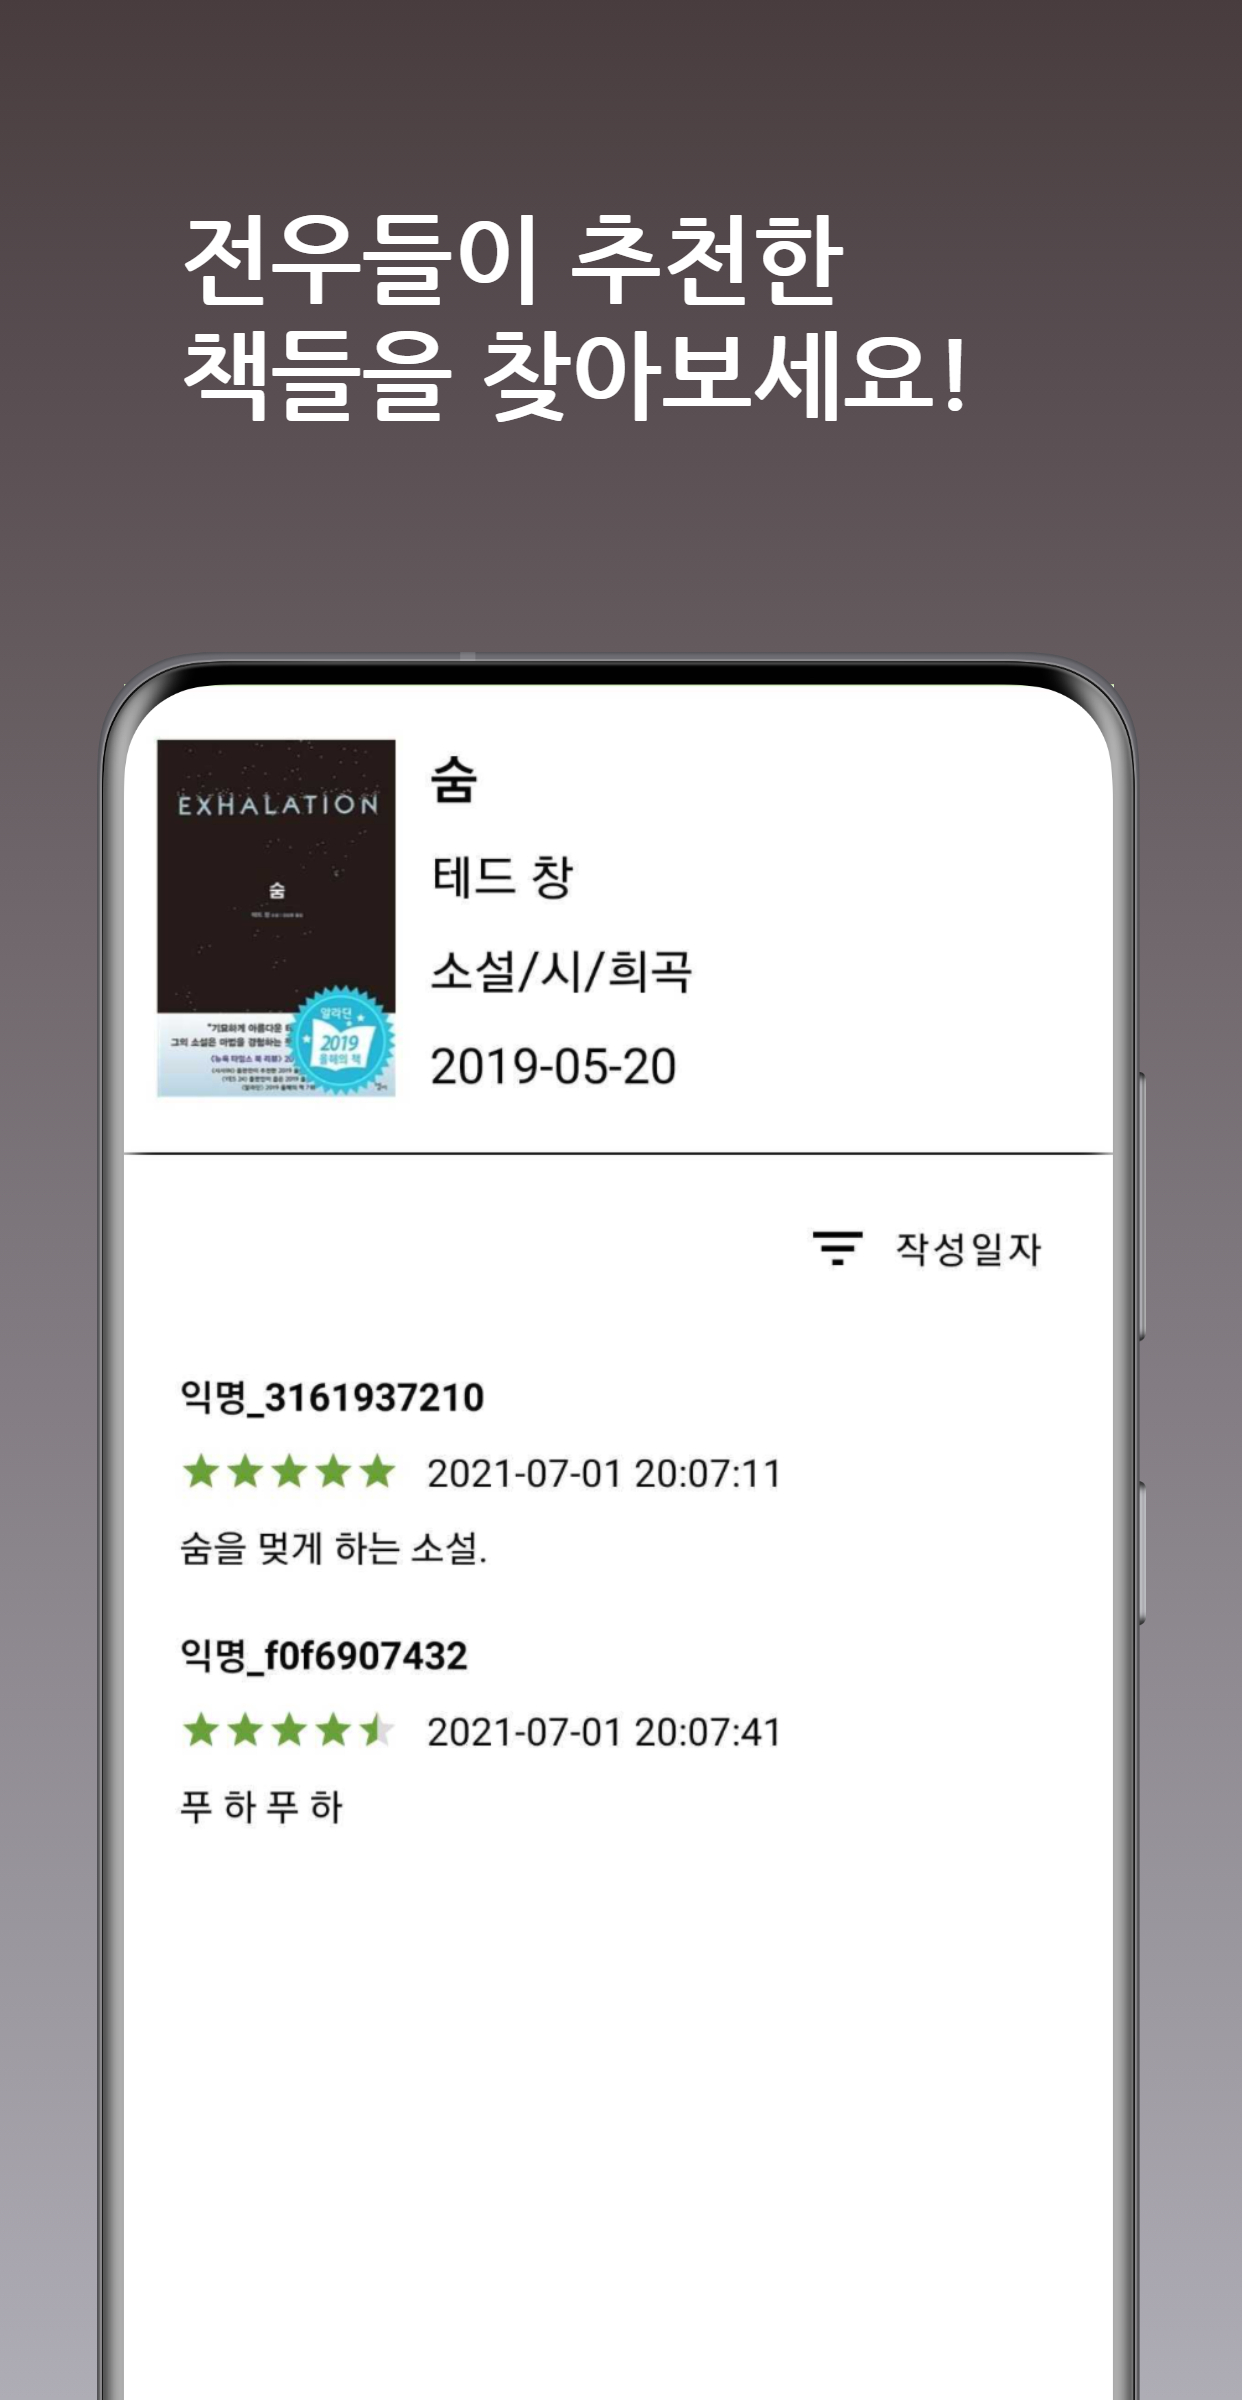 전우들이 추천한
책들을 찾아보세요!
EXHALATION
숨
알라딘
2019
올해의 책
"기묘하게 아름다운
그의 소설은 마법을 경험하는
숨
테드 창
소설/시/희곡
2019-05-20
작성일자
익명_3161937210
2021-07-01 20:07:11
숨을 멎게 하는 소설.
익명_f0f6907432
2021-07-01 20:07:41
푸 하 푸 하